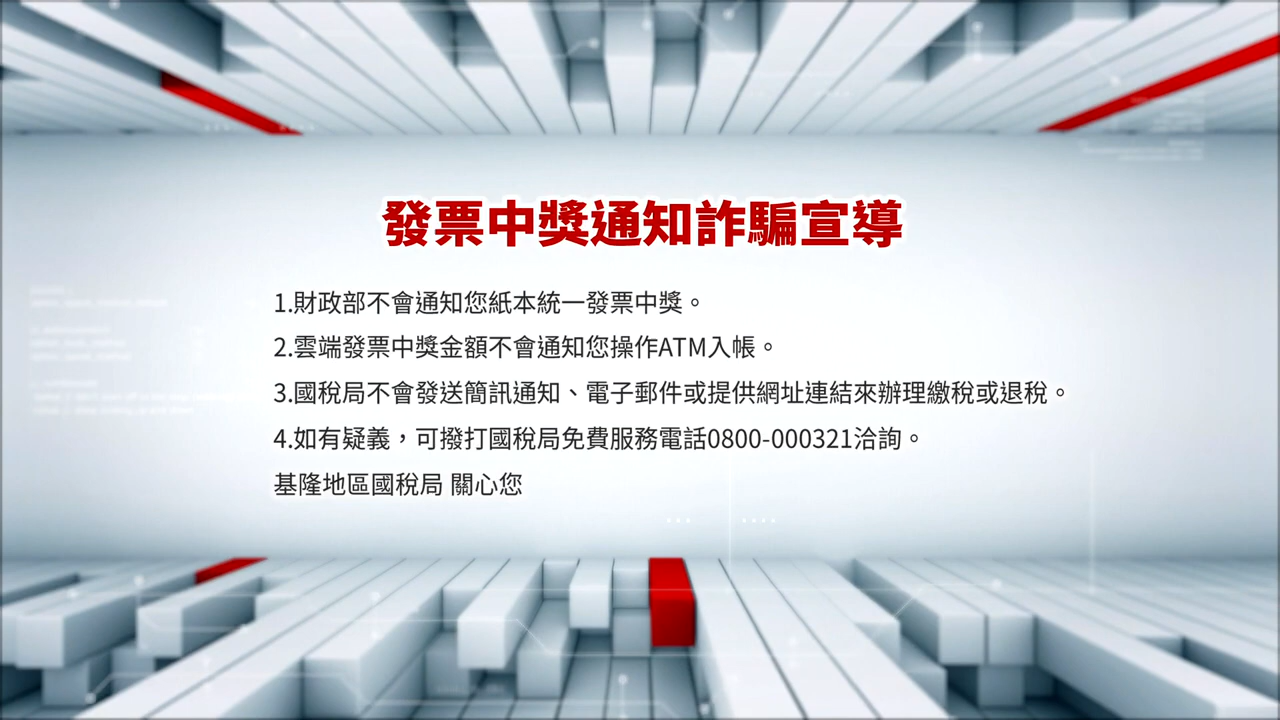 發票中獎通知詐騙宣導
1.財政部不會通知您紙本統一發票中獎。
2.雲端發票中獎金額不會通知您操作ATM入帳。
3.國稅局不會發送簡訊通知、電子郵件或提供網址連結來辦理繳稅或退稅。
4.如有疑義，可撥打國稅局免費服務電話0800-000321洽詢。
基隆地區國稅局 關心您